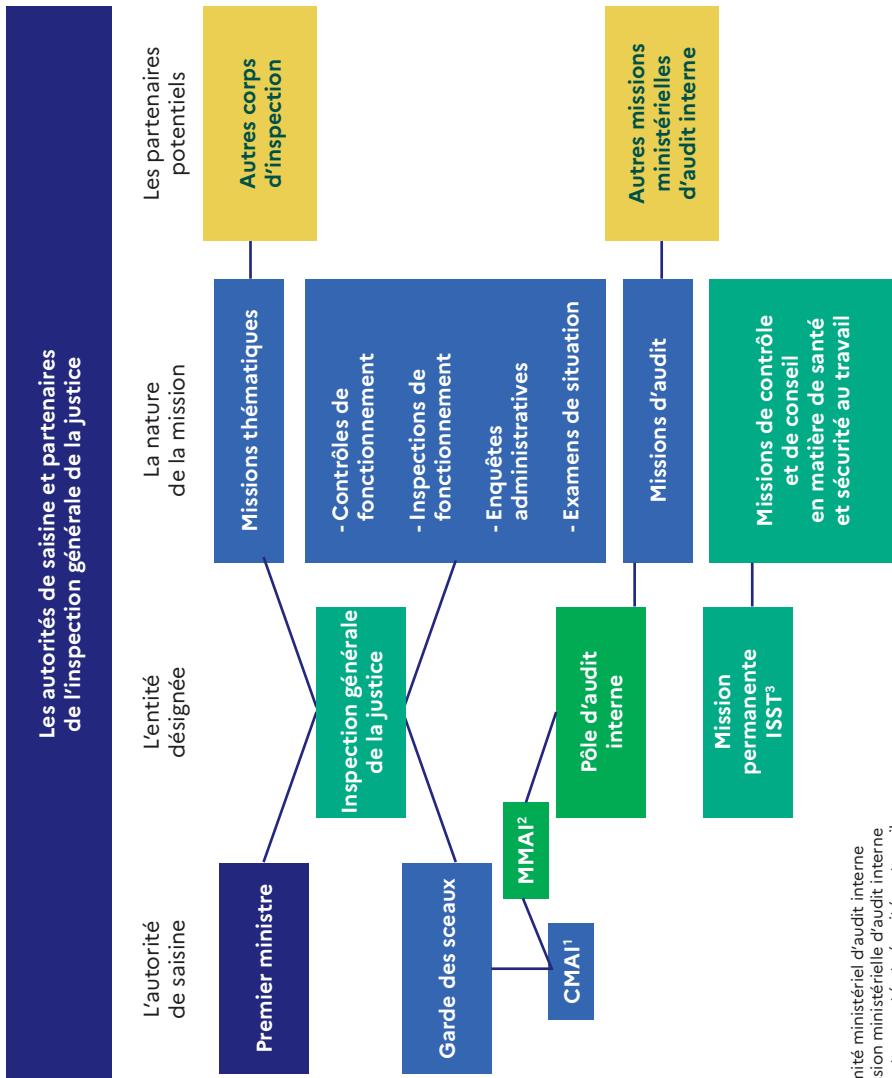 Les autorités de saisine et partenaires
de l'inspection générale de la justice
L'autorité
de saisine
L'entité
désignée
La nature
de la mission
Les partenaires
potentiels
Premier ministre
Garde des sceaux
CMAI¹
MMAI²
Inspection générale
de la justice
Pôle d'audit
interne
Mission
permanente
ISST³
Missions thématiques
- Contrôles de
fonctionnement
- Inspections de
fonctionnement
- Enquêtes
administratives
- Examens de situation
Missions d'audit
Missions de contrôle
et de conseil
en matière de santé
et sécurité au travail
Autres corps
d'inspection
Autres missions
ministérielles
d'audit interne
ministériel d'audit interne
ministérielle d'audit interne